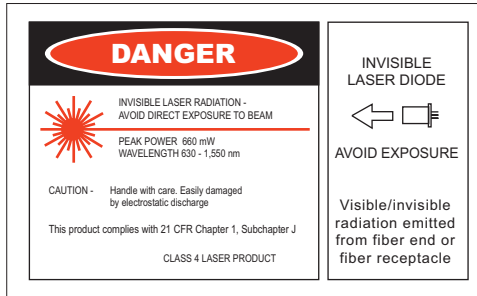 DANGER
INVISIBLE LASER RADIATION -
AVOID DIRECT EXPOSURE TO BEAM
PEAK POWER 660 mW
WAVELENGTH 630 - 1,550 nm
CAUTION - Handle with care. Easily damaged
by electrostatic discharge
This product complies with 21 CFR Chapter 1, Subchapter J
CLASS 4 LASER PRODUCT
INVISIBLE
LASER DIODE
AVOID EXPOSURE
Visible/invisible
radiation emitted
from fiber end or
fiber receptacle